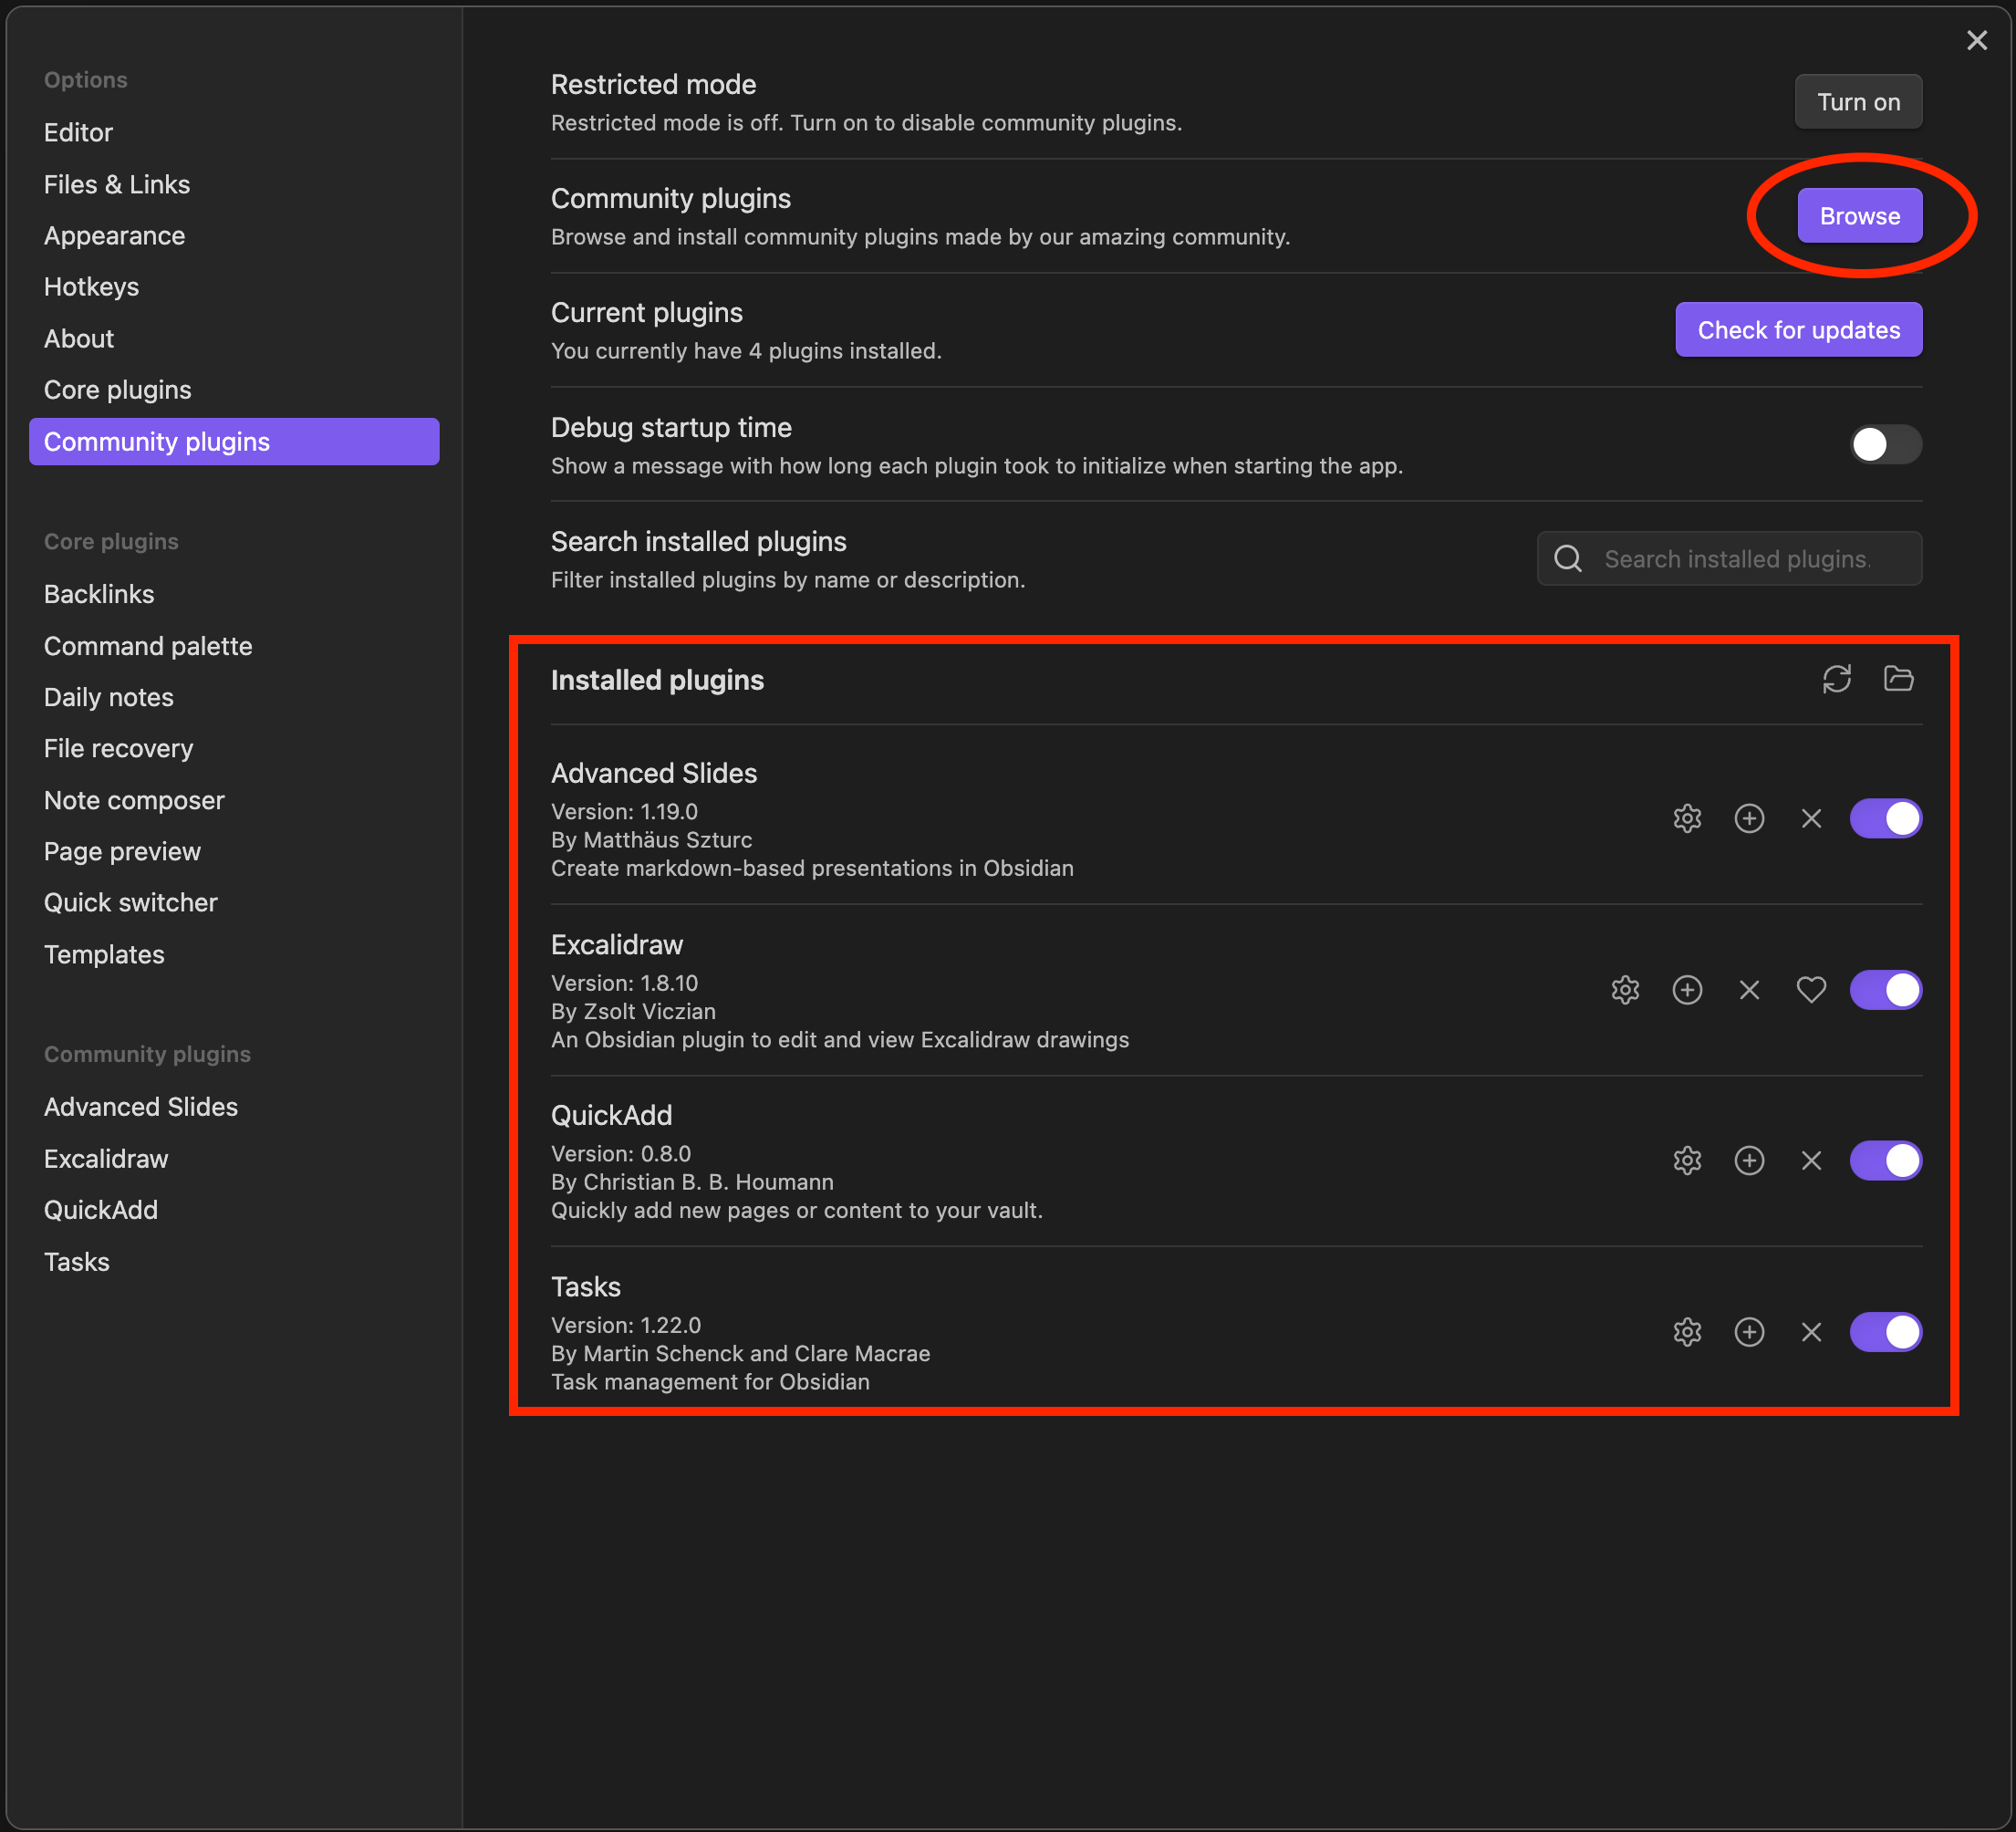 Options
Editor
Files & Links
Appearance
Hotkeys
About
Core plugins
Community plugins
Core plugins
Backlinks
Command palette
Daily notes
File recovery
Note composer
Page preview
Quick switcher
Templates
Community plugins
Advanced Slides
Excalidraw
QuickAdd
Tasks
Restricted mode
Restricted mode is off. Turn on to disable community plugins.
Turn on
Community plugins
Browse and install community plugins made by our amazing community.
Browse
Current plugins
You currently have 4 plugins installed.
Check for updates
Debug startup time
Show a message with how long each plugin took to initialize when starting the app.
Search installed plugins
Filter installed plugins by name or description.
Search installed plugins.
Installed plugins
Advanced Slides
Version: 1.19.0
By Matthäus Szturc
Create markdown-based presentations in Obsidian
Excalidraw
Version: 1.8.10
By Zsolt Viczian
An Obsidian plugin to edit and view Excalidraw drawings
QuickAdd
Version: 0.8.0
By Christian B. B. Houmann
Quickly add new pages or content to your vault.
Tasks
Version: 1.22.0
By Martin Schenck and Clare Macrae
Task management for Obsidian